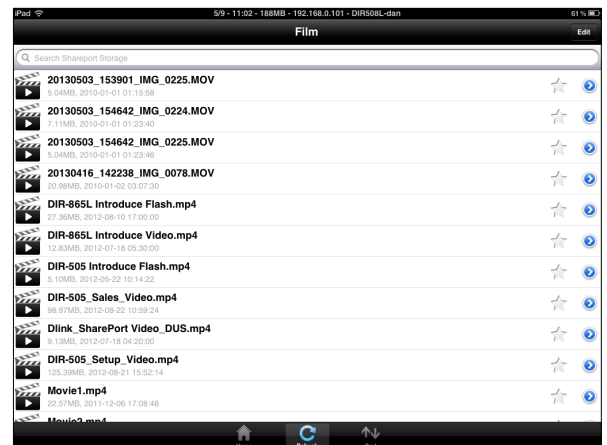 iPad 5/9 - 11:02 - 188MB - 192.168.0.101 - DIR508L-dan 61%
Film
Edit
Search Shareport Storage
20130503_153901_IMG_0225.MOV
5.04MB, 2010-01-01 01:15:58
20130503_154642_IMG_0224.MOV
7.11MB, 2010-01-01 01:23:40
20130503_154642_IMG_0225.MOV
5.04MB, 2010-01-01 01:23:46
20130416_142238_IMG_0078.MOV
20.98MB, 2010-01-02 03:07:30
DIR-865L Introduce Flash.mp4
27.36MB, 2012-08-10 17:00:00
DIR-865L Introduce Video.mp4
12.83MB, 2012-07-18 05:30:00
DIR-505 Introduce Flash.mp4
5.10MB, 2012-05-22 10:14:22
DIR-505_Sales_Video.mp4
98.97MB, 2012-08-22 10:59:24
Dlink_SharePort Video_DUS.mp4
9.13MB, 2012-07-18 04:20:00
DIR-505_Setup_Video.mp4
125.39MB, 2012-08-21 15:52:14
Movie1.mp4
22.57MB, 2011-12-06 17:08:46
Movie2.mp4